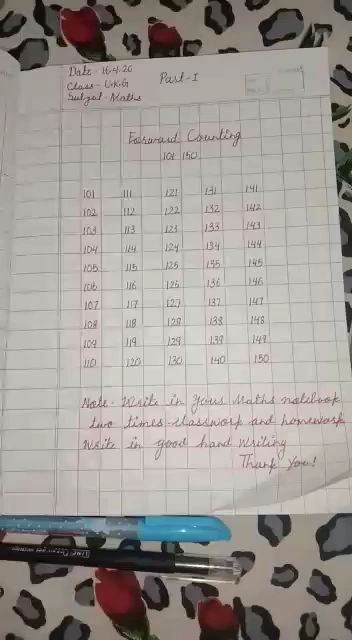 Date - 16.4.20
Class - U.K.G
Subject - Maths
Part - I
Forward Counting
101 - 150
101 111 121 131 141
102 112 122 132 142
103 113 123 133 143
104 114 124 134 144
105 115 125 135 145
106 116 126 136 146
107 117 127 137 147
108 118 128 138 148
109 119 129 139 149
110 120 130 140 150
Note - Write in your Maths notebook
two times classwork and homework
Write in good hand writing
Thank You!